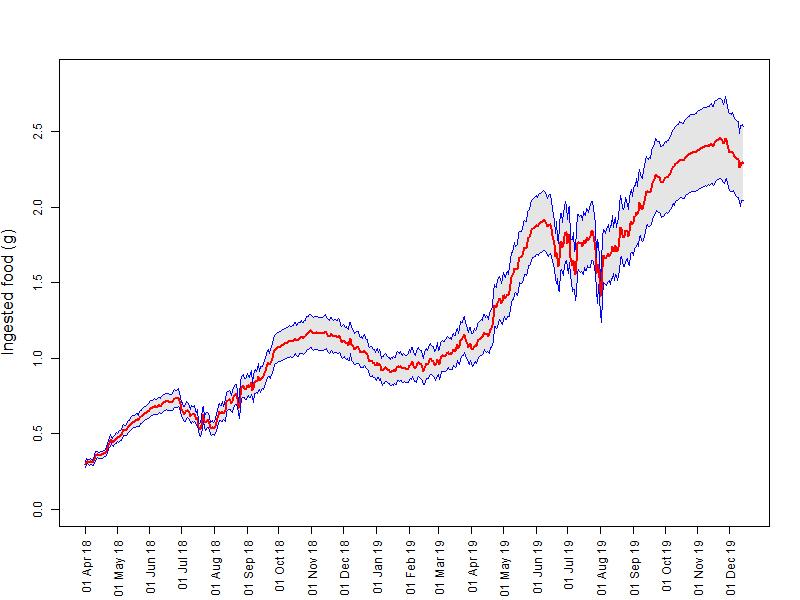 Ingested food (g)
2.5
2.0
1.5
1.0
0.5
0.0
01 Apr 18
01 May 18
01 Jun 18
01 Jul 18
01 Aug 18
01 Sep 18
01 Oct 18
01 Nov 18
01 Dec 18
01 Jan 19
01 Feb 19
01 Mar 19
01 Apr 19
01 May 19
01 Jun 19
01 Jul 19
01 Aug 19
01 Sep 19
01 Oct 19
01 Nov 19
01 Dec 19